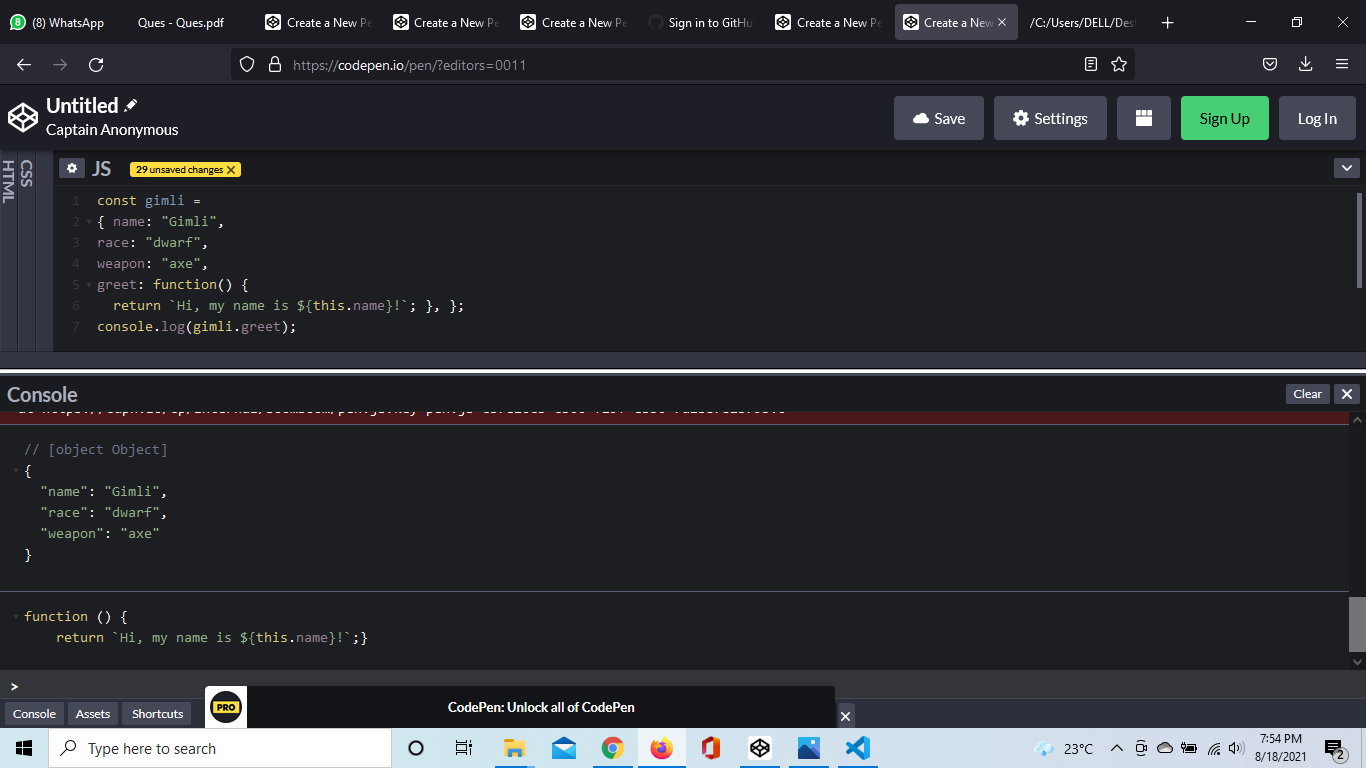 (8) WhatsApp
Ques - Ques.pdf
Create a New Pe
Create a New Pe
Create a New Pe
Sign in to GitHu
Create a New Pe
Create a New
/C:/Users/DELL/Des
https://codepen.io/pen/?editors=0011
Untitled
Captain Anonymous
Save
Settings
Sign Up
Log In
HTML
CSS
JS
29 unsaved changes
1 const gimli =
2 { name: "Gimli",
3 race: "dwarf",
4 weapon: "axe",
5 greet: function() {
6 return `Hi, my name is ${this.name}!`; }, };
7 console.log(gimli.greet);
Console
Clear
// [object Object]
{
"name": "Gimli",
"race": "dwarf",
"weapon": "axe"
}
function () {
return `Hi, my name is ${this.name}!`;}
>
Console
Assets
Shortcuts
PRO
CodePen: Unlock all of CodePen
Type here to search
23°C
7:54 PM
8/18/2021
2